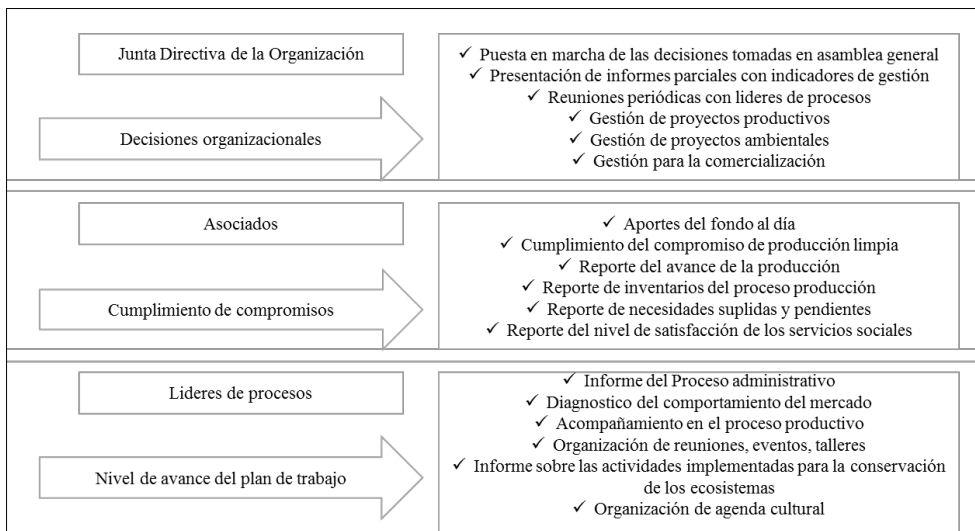 Junta Directiva de la Organización
Decisiones organizacionales
✓ Puesta en marcha de las decisiones tomadas en asamblea general
✓ Presentación de informes parciales con indicadores de gestión
✓ Reuniones periódicas con lideres de procesos
✓ Gestión de proyectos productivos
✓ Gestión de proyectos ambientales
✓ Gestión para la comercialización
Asociados
Cumplimiento de compromisos
✓ Aportes del fondo al día
✓ Cumplimiento del compromiso de producción limpia
✓ Reporte del avance de la producción
✓ Reporte de inventarios del proceso producción
✓ Reporte de necesidades suplidas y pendientes
✓ Reporte del nivel de satisfacción de los servicios sociales
Lideres de procesos
Nivel de avance del plan de trabajo
✓ Informe del Proceso administrativo
✓ Diagnostico del comportamiento del mercado
✓ Acompañamiento en el proceso productivo
✓ Organización de reuniones, eventos, talleres
✓ Informe sobre las actividades implementadas para la conservación
de los ecosistemas
✓ Organización de agenda cultural